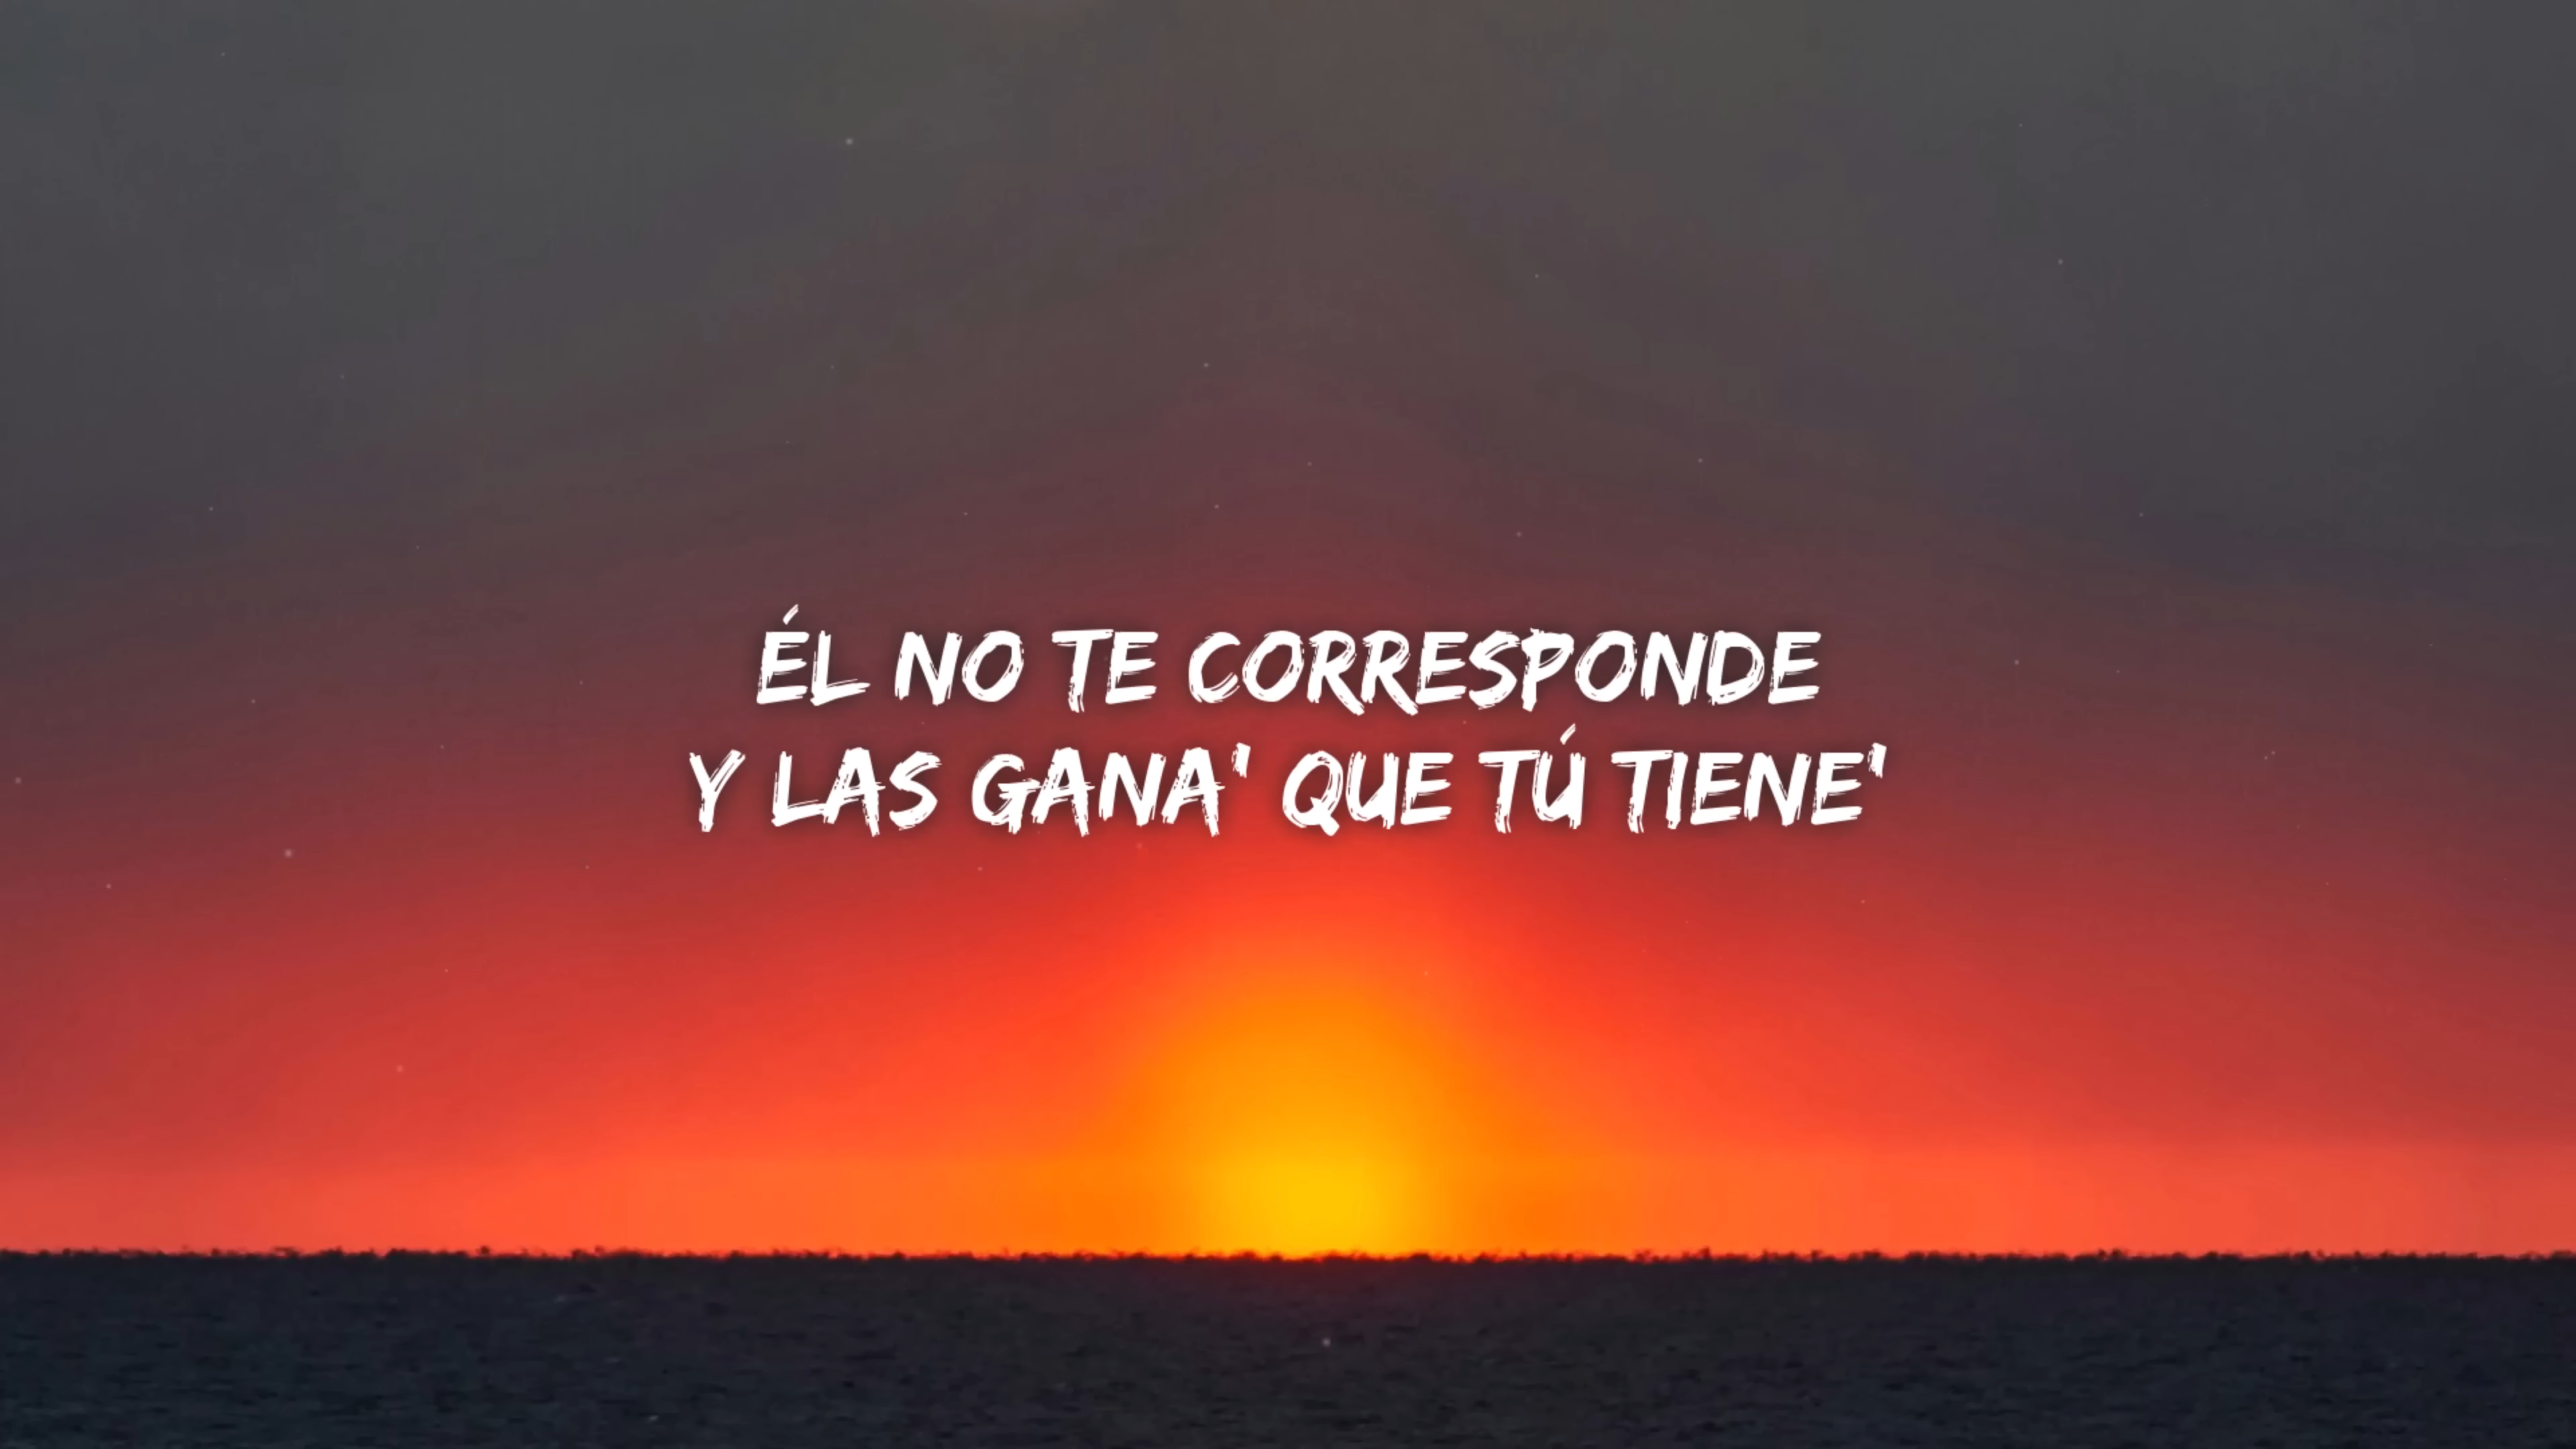 ÉL NO TE CORRESPONDE
Y LAS GANA' QUE TÚ TIENE'